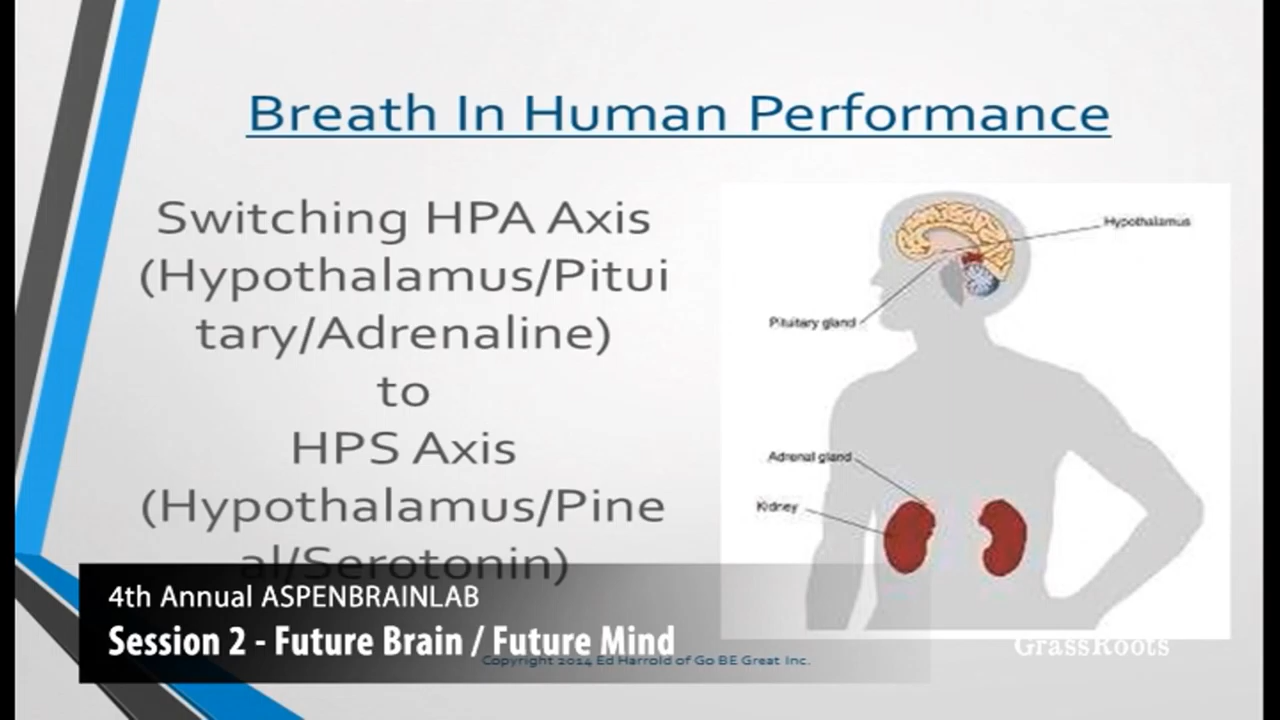 Breath In Human Performance
Switching HPA Axis
(Hypothalamus/Pitui
tary/Adrenaline)
to
HPS Axis
(Hypothalamus/Pine
al/Serotonin)
Hypothalamus
Pituitary gland
Adrenal gland
Kidney
4th Annual ASPENBRAINLAB
Session 2 - Future Brain / Future Mind
Copyright 2014 Ed Harrold of Go BE Great Inc.
GrassRoots